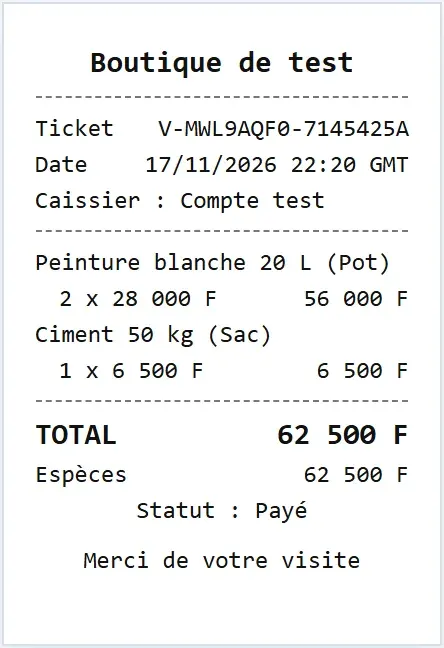 Boutique de test
Ticket V-MWL9AQF0-7145425A
Date 17/11/2026 22:20 GMT
Caissier : Compte test
Peinture blanche 20 L (Pot)
2 x 28 000 F 56 000 F
Ciment 50 kg (Sac)
1 x 6 500 F 6 500 F
TOTAL 62 500 F
Espèces 62 500 F
Statut : Payé
Merci de votre visite